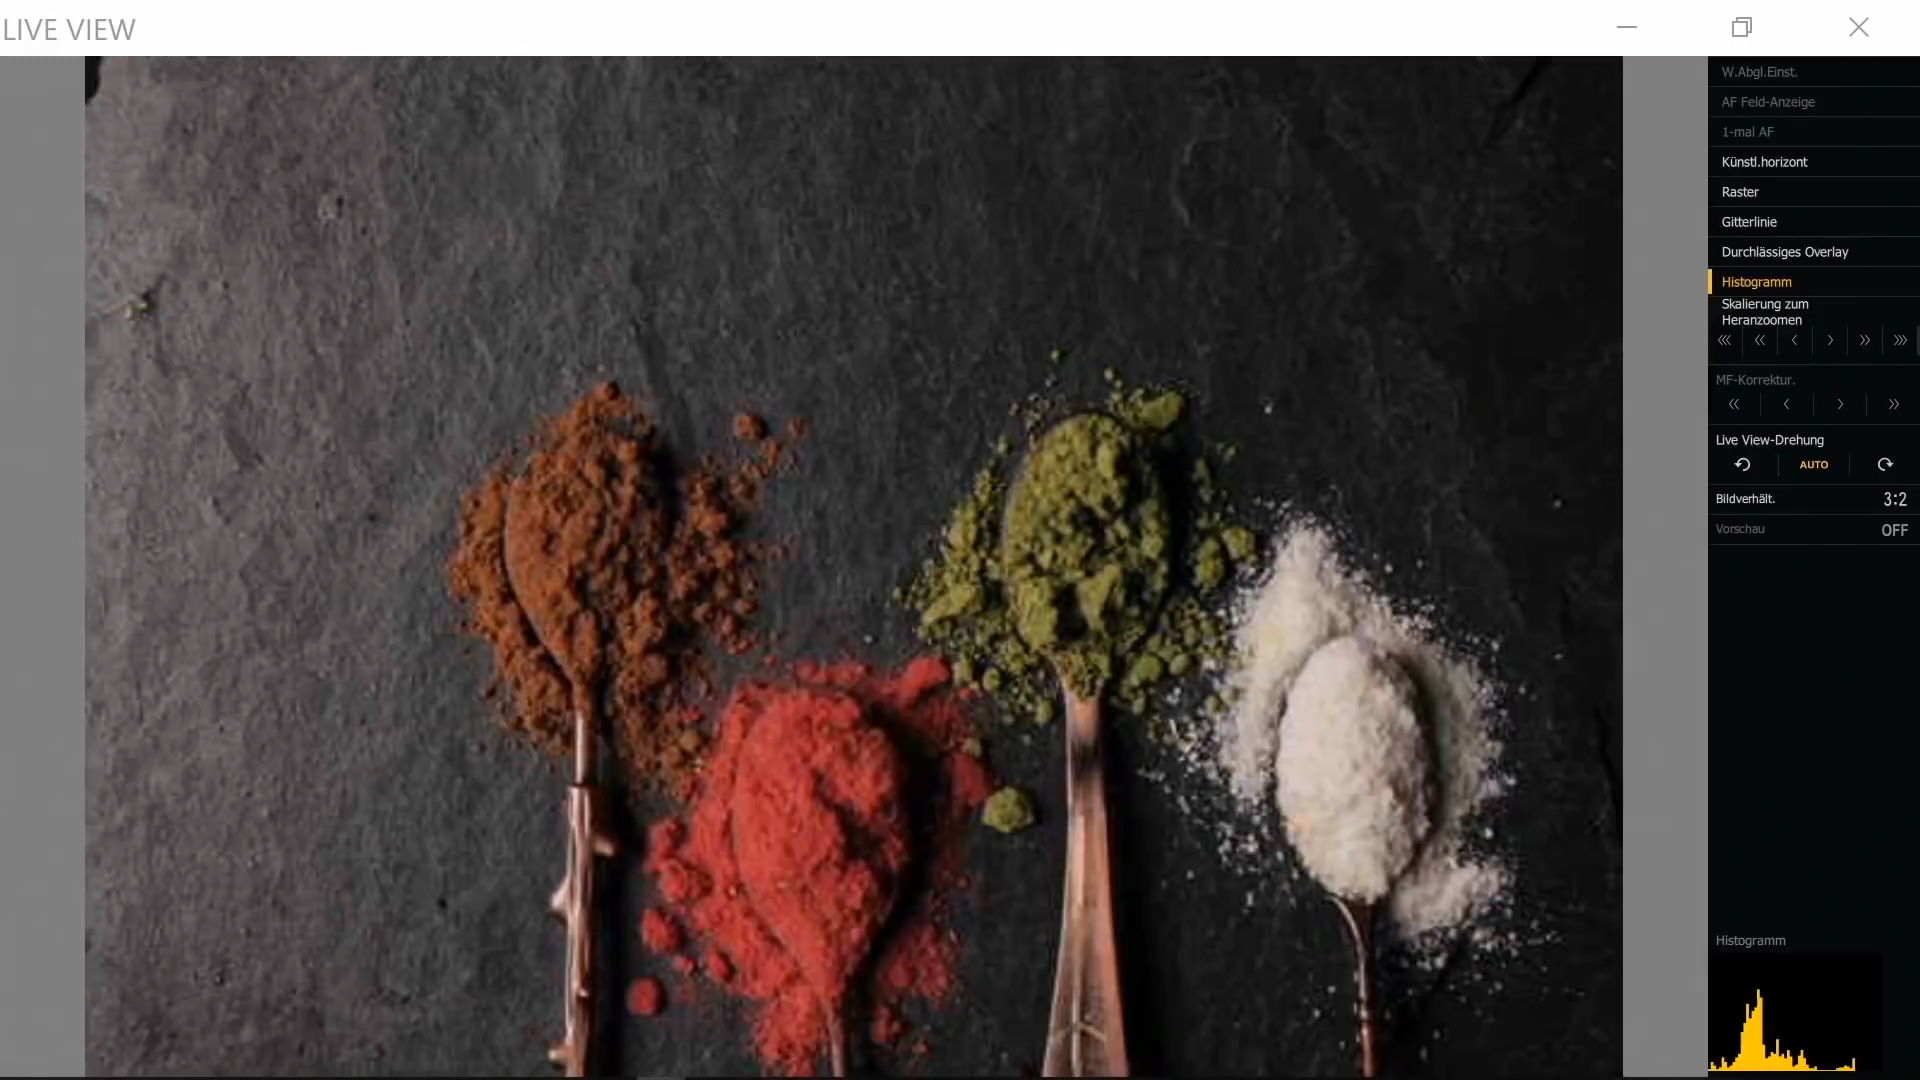 LIVE VIEW
W.Abgl.Einst.
AF Feld-Anzeige
1-mal AF
Künstl.horizont
Raster
Gitterlinie
Durchlässiges Overlay
Histogramm
Skalierung zum
Heranzoomen
MF-Korrektur.
Live View-Drehung
AUTO
Bildverhält. 3:2
Vorschau OFF
Histogramm